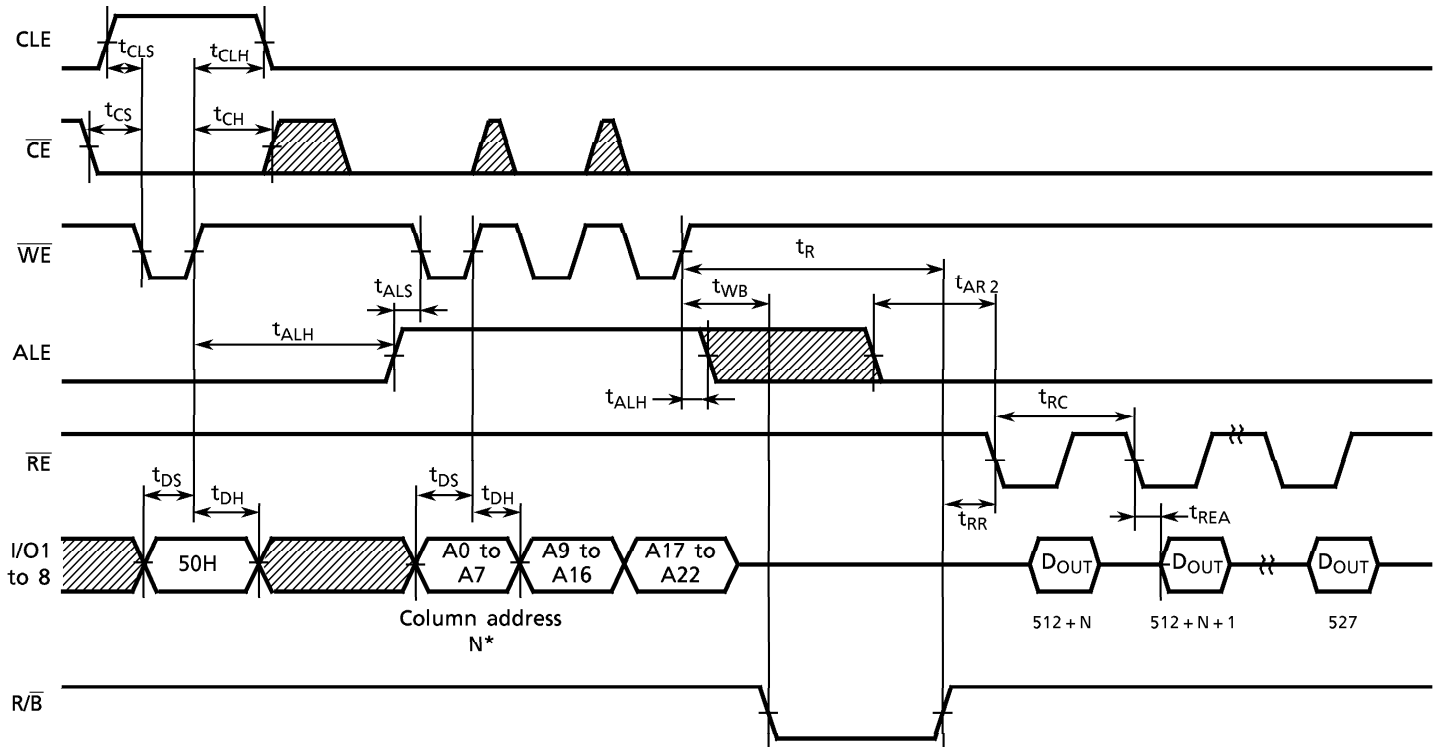 CLE
tCLS
tCLH
CE
tCS
tCH
WE
tR
tALS
tWB
tAR 2
ALE
tALH
tALH
tRC
RE
tDS
tDH
tDS
tDH
tRR
tREA
I/O1
to 8
50H
A0 to
A7
A9 to
A16
A17 to
A22
DOUT
DOUT
DOUT
Column address
N*
512 + N
512 + N + 1
527
R/B